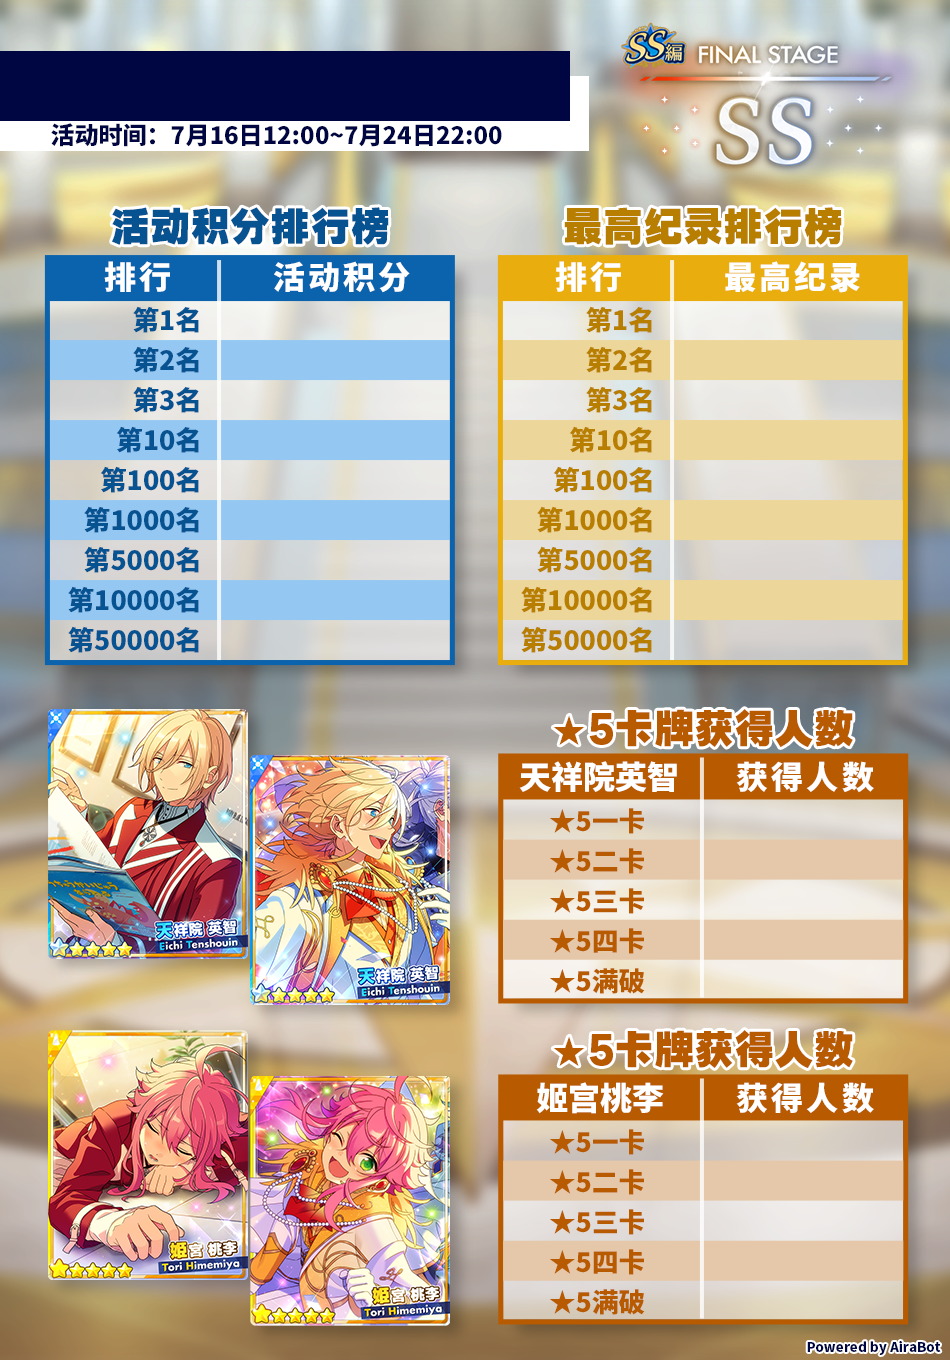 SS編 FINAL STAGE
SS
活动时间：7月16日12:00~7月24日22:00
活动积分排行榜
排行 活动积分
第1名
第2名
第3名
第10名
第100名
第1000名
第5000名
第10000名
第50000名
最高纪录排行榜
排行 最高纪录
第1名
第2名
第3名
第10名
第100名
第1000名
第5000名
第10000名
第50000名
天祥院 英智
Eichi Tenshouin
天祥院 英智
Eichi Tenshouin
★5卡牌获得人数
天祥院英智 获得人数
★5一卡
★5二卡
★5三卡
★5四卡
★5满破
姫宮 桃李
Tori Himemiya
姫宮 桃李
Tori Himemiya
★5卡牌获得人数
姬宫桃李 获得人数
★5一卡
★5二卡
★5三卡
★5四卡
★5满破
Powered by AiraBot